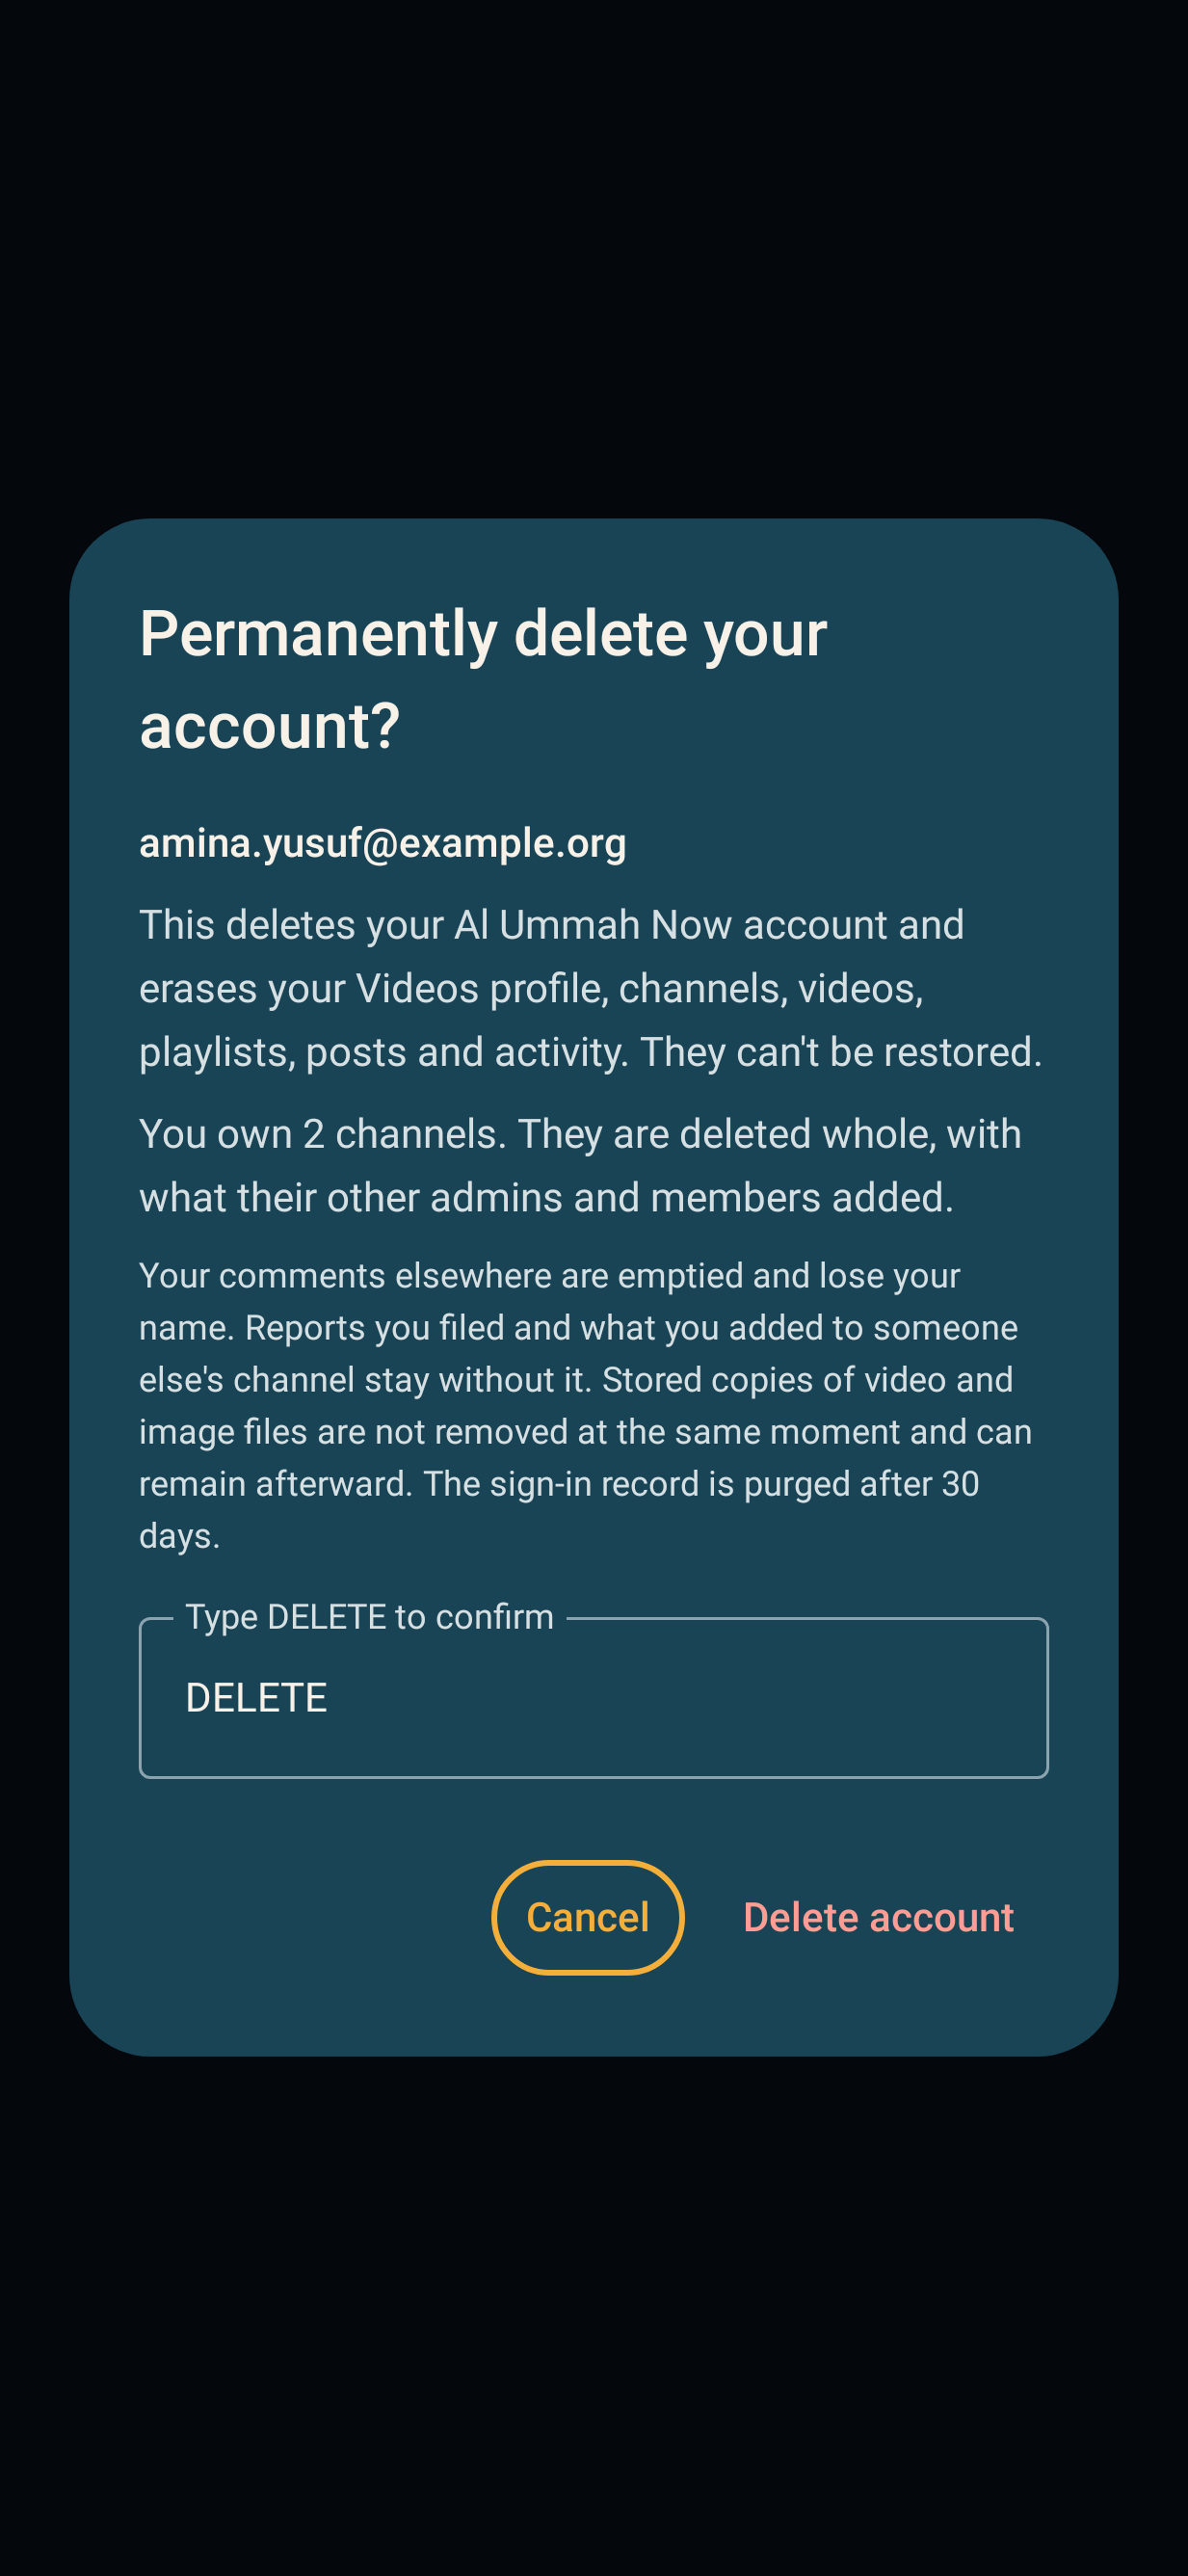 Permanently delete your
account?
amina.yusuf@example.org
This deletes your Al Ummah Now account and
erases your Videos profile, channels, videos,
playlists, posts and activity. They can't be restored.
You own 2 channels. They are deleted whole, with
what their other admins and members added.
Your comments elsewhere are emptied and lose your
name. Reports you filed and what you added to someone
else's channel stay without it. Stored copies of video and
image files are not removed at the same moment and can
remain afterward. The sign-in record is purged after 30
days.
Type DELETE to confirm
DELETE
Cancel Delete account